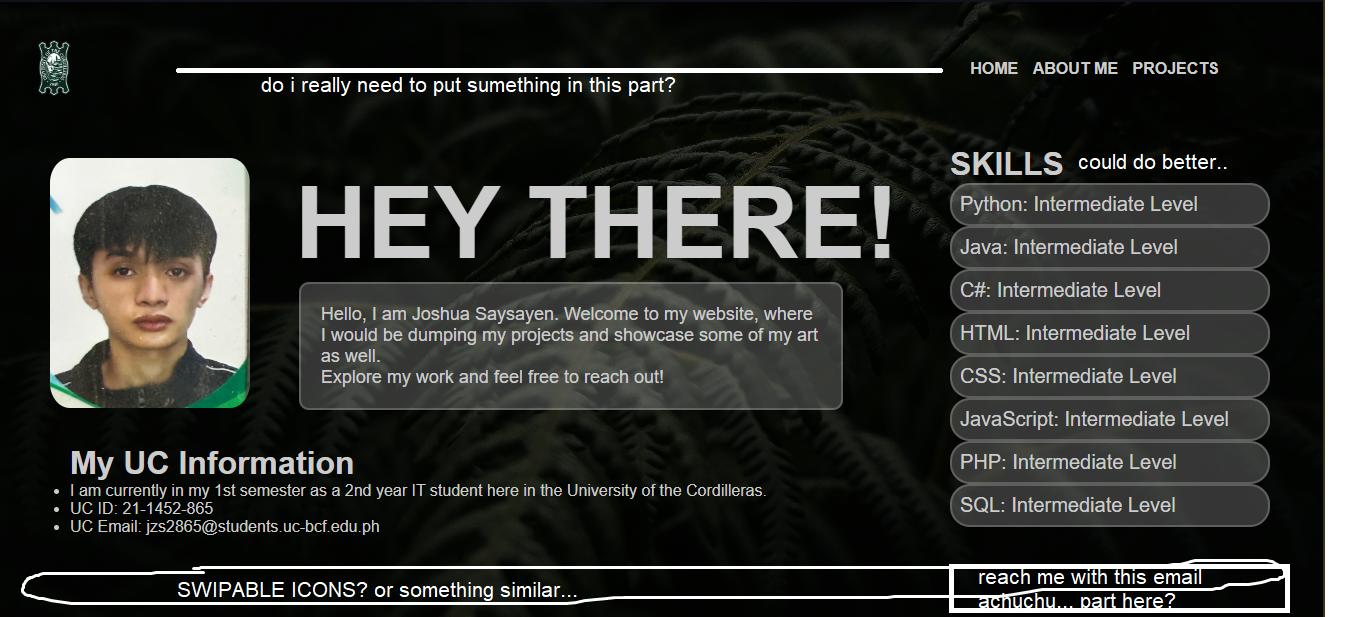 HOME ABOUT ME PROJECTS
do i really need to put sumething in this part?
SKILLS could do better..
HEY THERE!
Hello, I am Joshua Saysayen. Welcome to my website, where
I would be dumping my projects and showcase some of my art
as well.
Explore my work and feel free to reach out!
Python: Intermediate Level
Java: Intermediate Level
C#: Intermediate Level
HTML: Intermediate Level
CSS: Intermediate Level
JavaScript: Intermediate Level
PHP: Intermediate Level
SQL: Intermediate Level
My UC Information
I am currently in my 1st semester as a 2nd year IT student here in the University of the Cordilleras.
UC ID: 21-1452-865
UC Email: jzs2865@students.uc-bcf.edu.ph
SWIPABLE ICONS? or something similar...
reach me with this email
achuchu... part here?